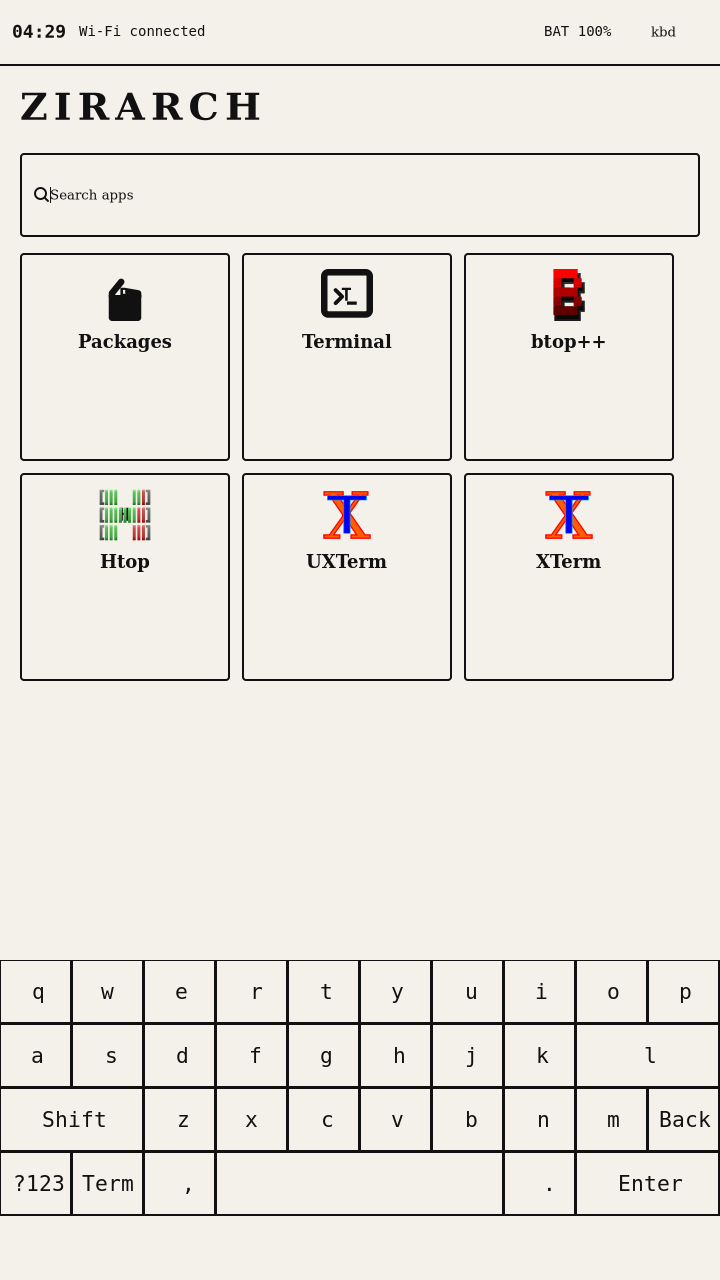 04:29 Wi-Fi connected BAT 100% kbd
ZIRARCH
Search apps
Packages Terminal btop++
Htop UXTerm XTerm
q w e r t y u i o p
a s d f g h j k l
Shift z x c v b n m Back
?123 Term , . Enter